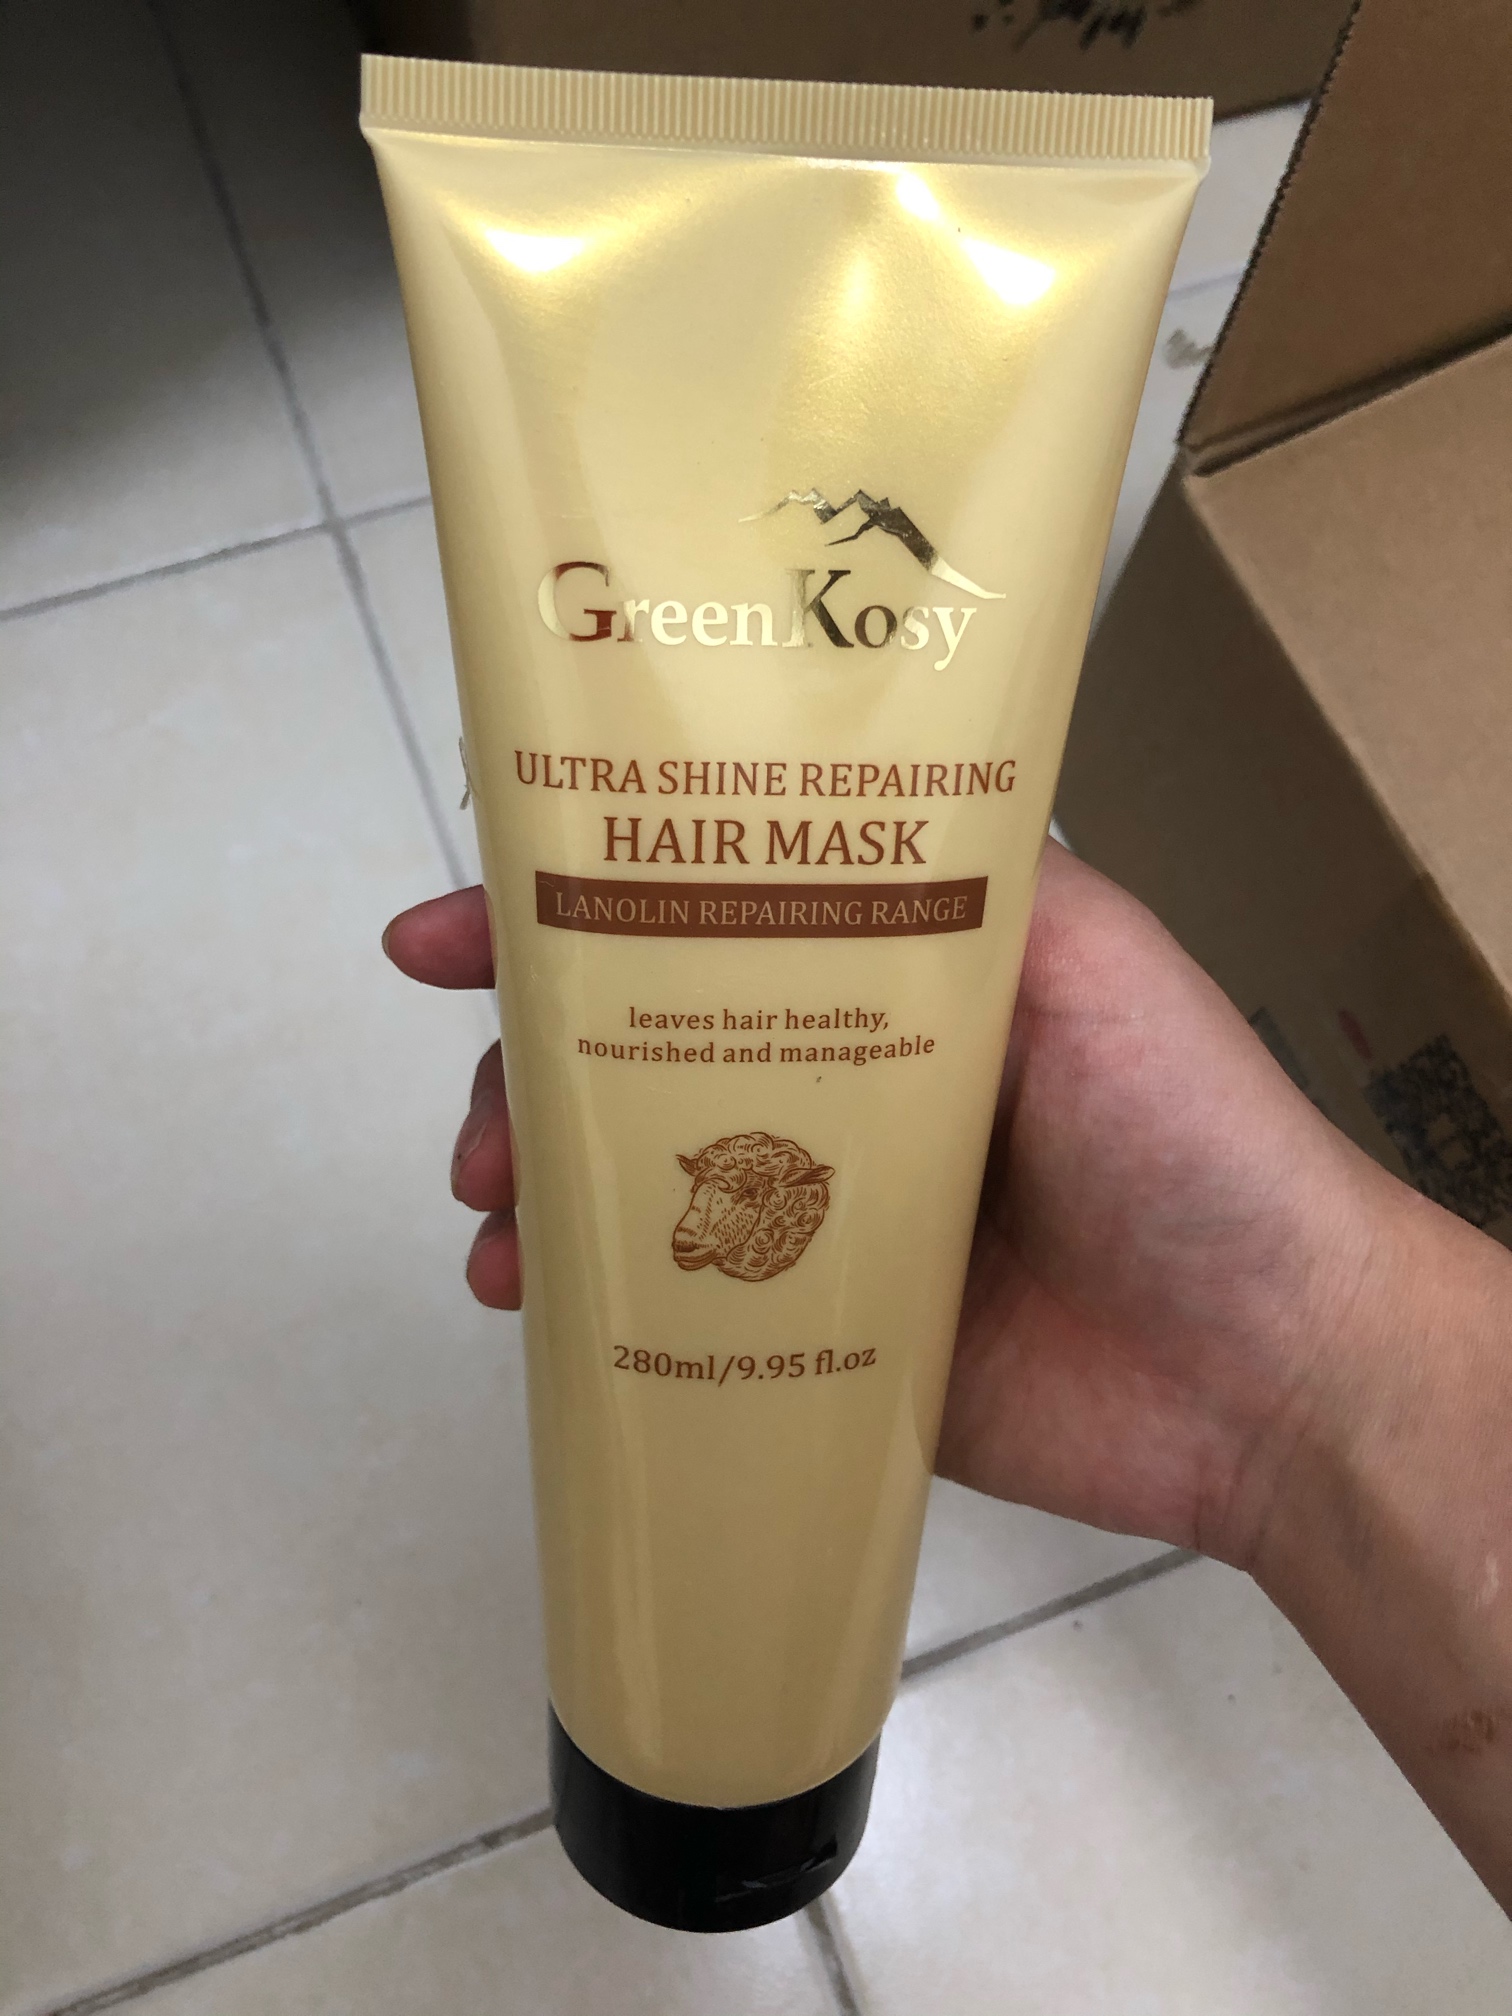 GreenKosy
ULTRA SHINE REPAIRING
HAIR MASK
LANOLIN REPAIRING RANGE
leaves hair healthy,
nourished and manageable
280ml/9.95 fl.oz